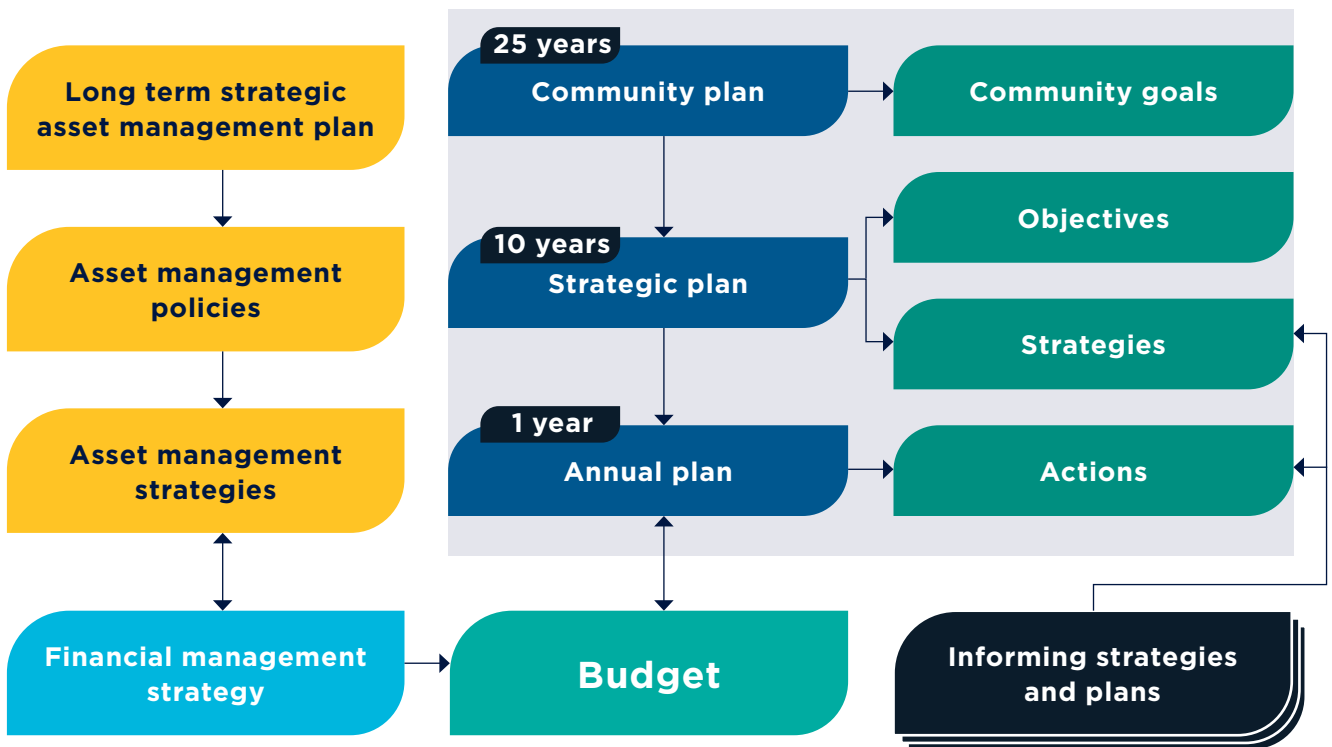 Long term strategic
asset management plan
Asset management
policies
Asset management
strategies
Financial management
strategy
25 years
Community plan
Community goals
10 years
Strategic plan
Objectives
Strategies
1 year
Annual plan
Actions
Budget
Informing strategies
and plans